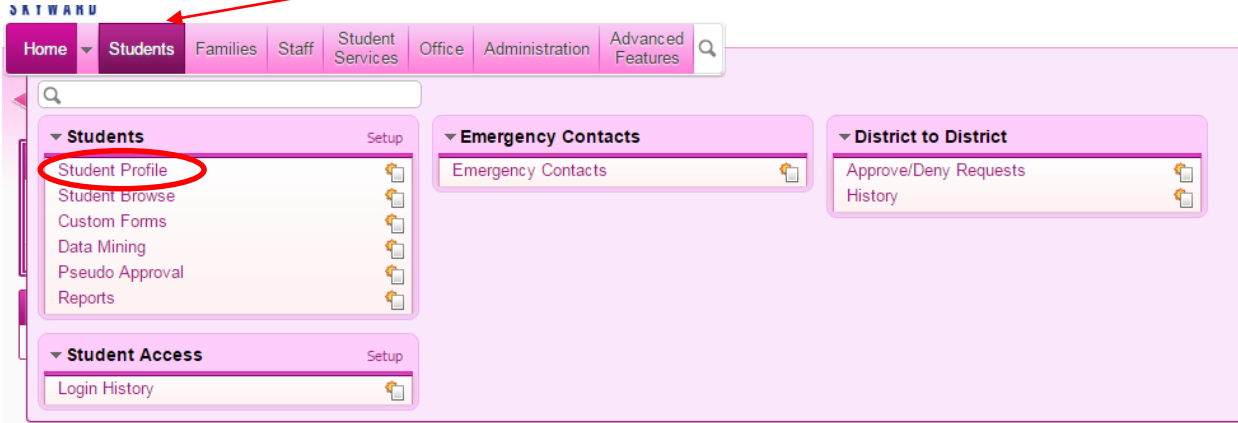 SKYWARD
Home Students Families Staff Student Services Office Administration Advanced Features
Students Setup
Student Profile
Student Browse
Custom Forms
Data Mining
Pseudo Approval
Reports
Emergency Contacts
Emergency Contacts
District to District
Approve/Deny Requests
History
Student Access Setup
Login History